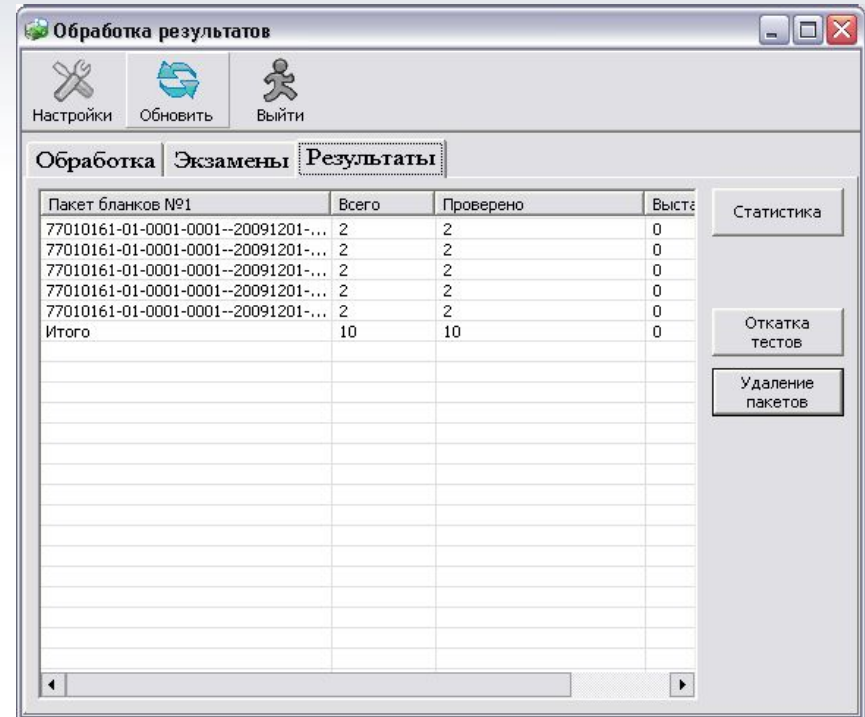 Обработка результатов
Настройки Обновить Выйти
Обработка Экзамены Результаты
Пакет бланков №1 Всего Проверено Выста
77010161-01-0001-0001--20091201-... 2 2 0
77010161-01-0001-0001--20091201-... 2 2 0
77010161-01-0001-0001--20091201-... 2 2 0
77010161-01-0001-0001--20091201-... 2 2 0
77010161-01-0001-0001--20091201-... 2 2 0
Итого 10 10 0
Статистика
Откатка
тестов
Удаление
пакетов